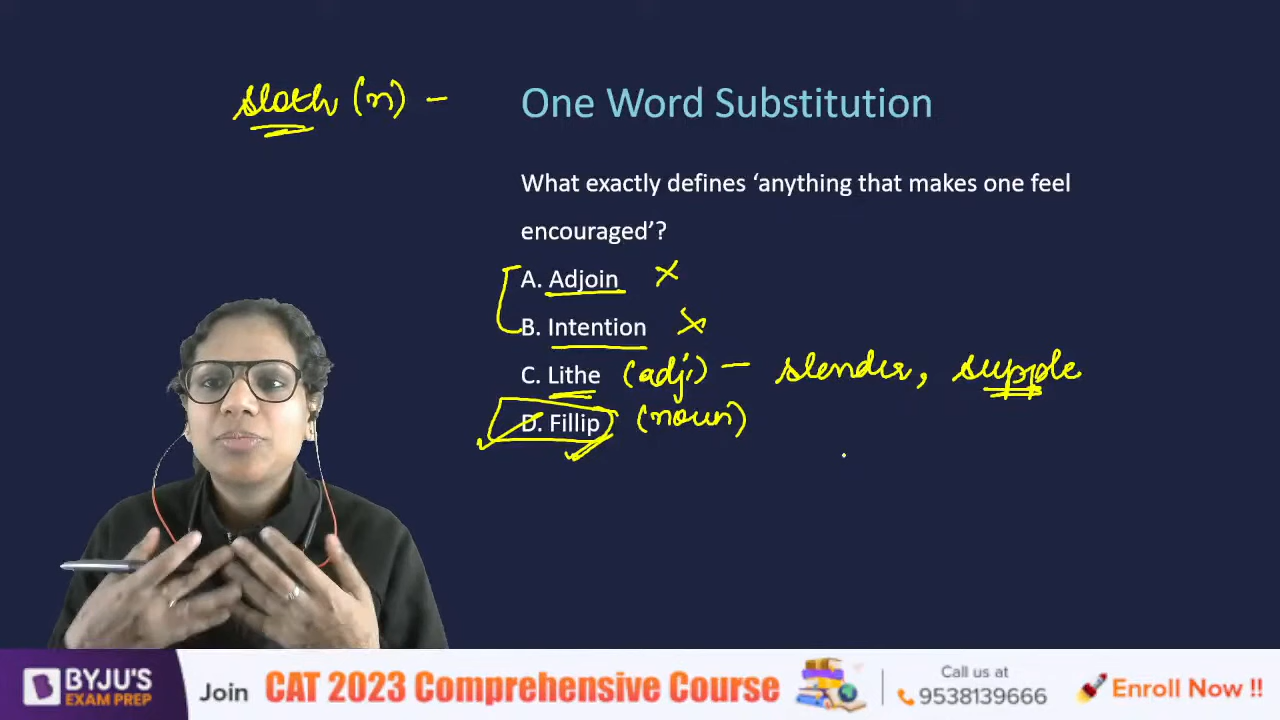 sloth (n) –
One Word Substitution
What exactly defines ‘anything that makes one feel
encouraged’?
A. Adjoin ×
B. Intention ×
C. Lithe (adj) – slender, supple
D. Fillip (noun)
BYJU'S
EXAM PREP
Join CAT 2023 Comprehensive Course
Call us at
9538139666
Enroll Now !!